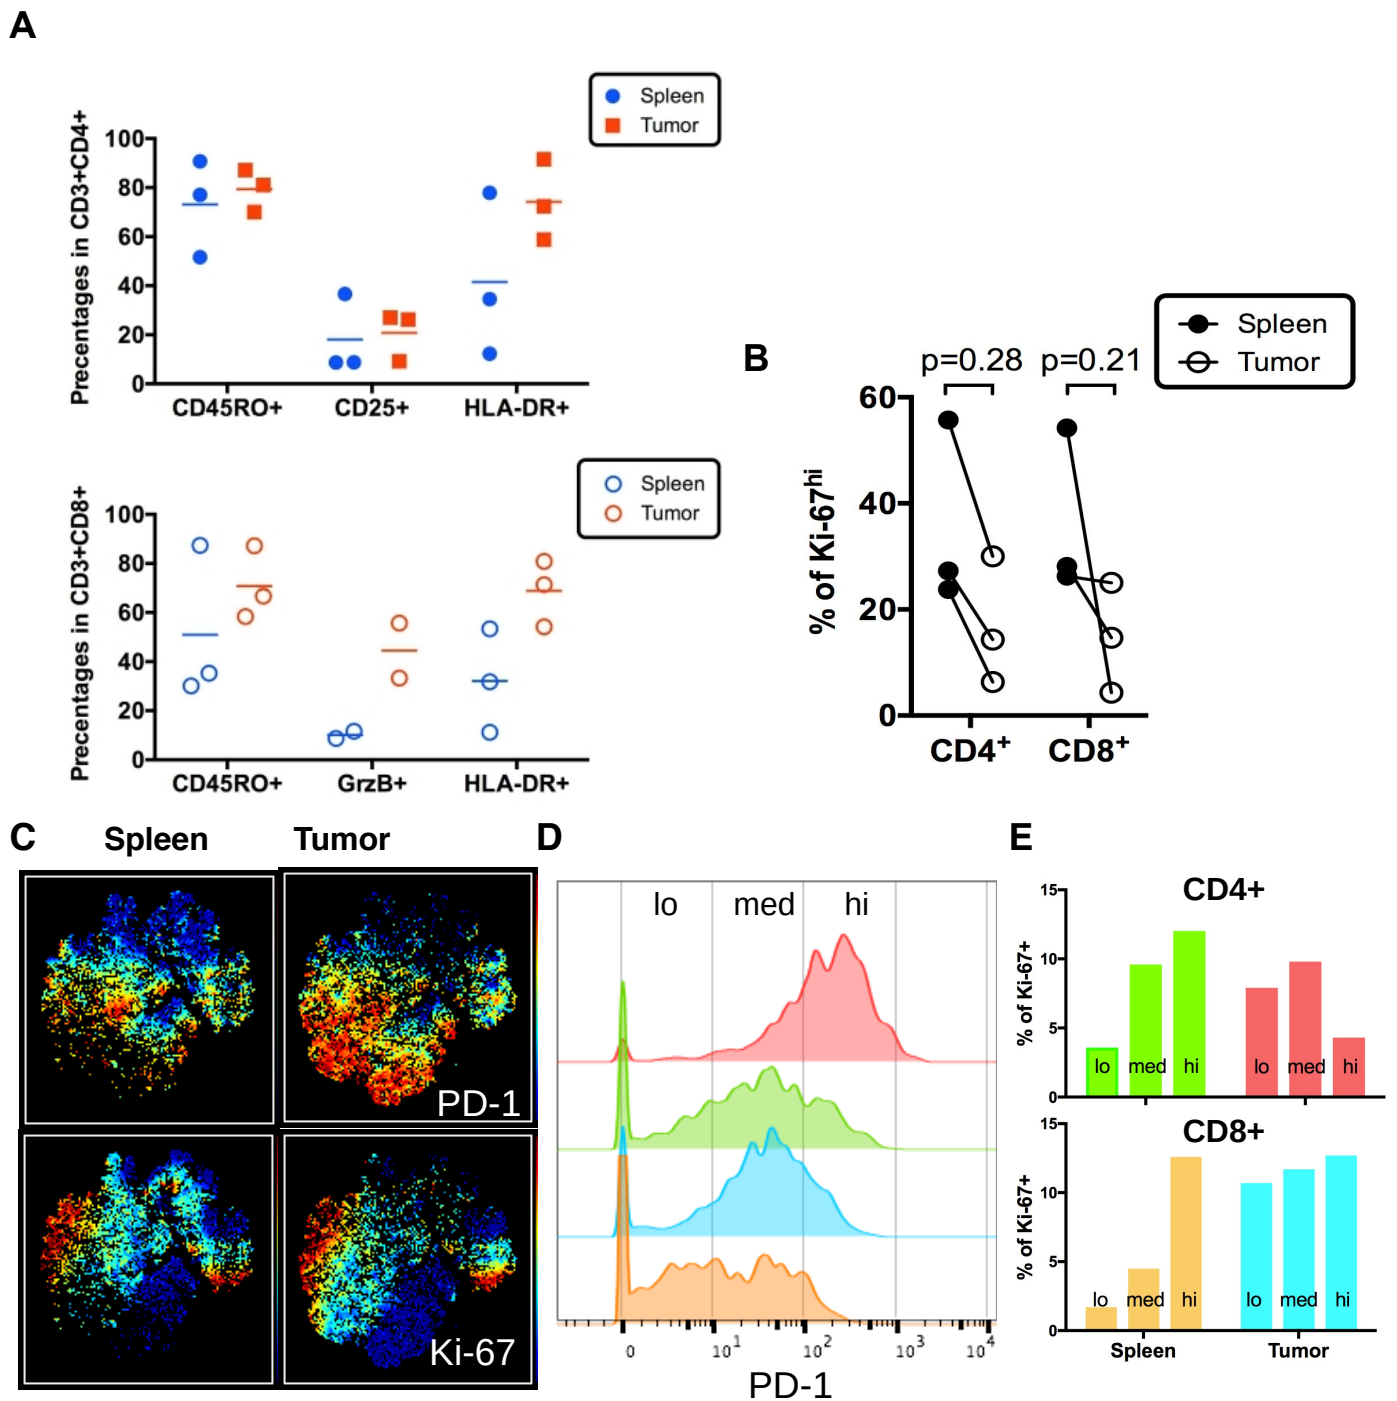 A
Spleen
Tumor
Precentages in CD3+CD4+
100
80
60
40
20
0
CD45RO+ CD25+ HLA-DR+
Spleen
Tumor
Precentages in CD3+CD8+
100
80
60
40
20
0
CD45RO+ GrzB+ HLA-DR+
B
Spleen
Tumor
p=0.28 p=0.21
% of Ki-67hi
60
40
20
0
CD4+ CD8+
C
Spleen Tumor
PD-1
Ki-67
D
lo med hi
0 10¹ 10² 10³ 10⁴
PD-1
E
CD4+
% of Ki-67+
15
10
5
0
lo med hi lo med hi
CD8+
% of Ki-67+
15
10
5
0
lo med hi lo med hi
Spleen Tumor